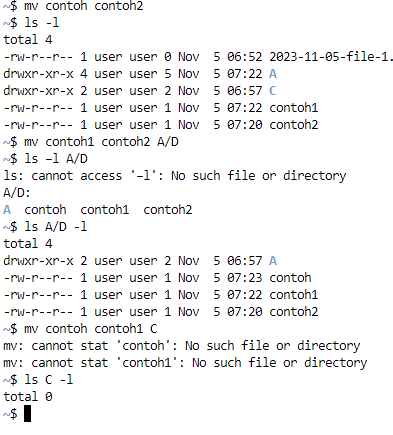 ~$ mv contoh contoh2
~$ ls -l
total 4
-rw-r--r-- 1 user user 0 Nov  5 06:52 2023-11-05-file-1.
drwxr-xr-x 4 user user 5 Nov  5 07:22 A
drwxr-xr-x 2 user user 2 Nov  5 06:57 C
-rw-r--r-- 1 user user 1 Nov  5 07:22 contoh1
-rw-r--r-- 1 user user 1 Nov  5 07:20 contoh2
~$ mv contoh1 contoh2 A/D
~$ ls –l A/D
ls: cannot access '–l': No such file or directory
A/D:
A  contoh  contoh1  contoh2
~$ ls A/D -l
total 4
drwxr-xr-x 2 user user 2 Nov  5 06:57 A
-rw-r--r-- 1 user user 1 Nov  5 07:23 contoh
-rw-r--r-- 1 user user 1 Nov  5 07:22 contoh1
-rw-r--r-- 1 user user 1 Nov  5 07:20 contoh2
~$ mv contoh contoh1 C
mv: cannot stat 'contoh': No such file or directory
mv: cannot stat 'contoh1': No such file or directory
~$ ls C -l
total 0
~$